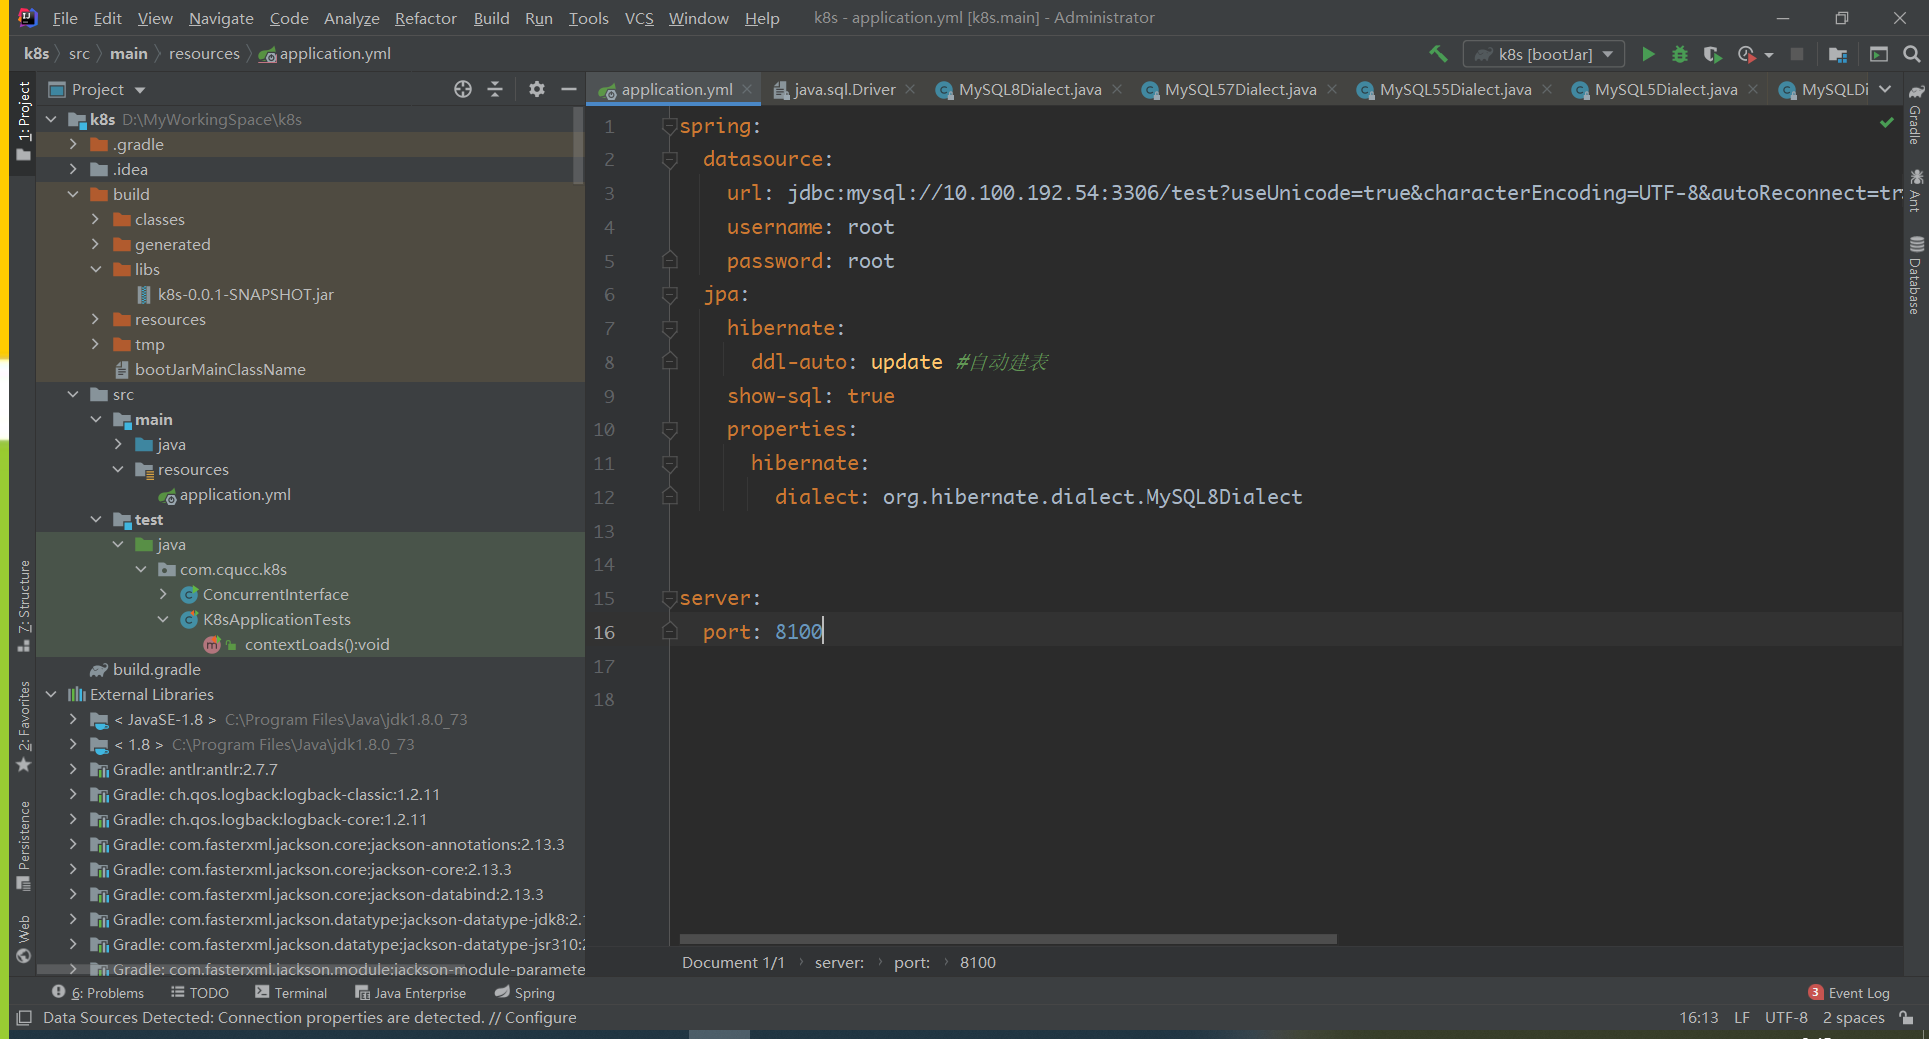 File Edit View Navigate Code Analyze Refactor Build Run Tools VCS Window Help k8s - application.yml [k8s.main] - Administrator
k8s src main resources application.yml k8s [bootJar]
Project
application.yml java.sql.Driver MySQL8Dialect.java MySQL57Dialect.java MySQL55Dialect.java MySQL5Dialect.java MySQLDi
1: Project
7: Structure
2: Favorites
Persistence
Web
k8s D:\MyWorkingSpace\k8s
.gradle
.idea
build
classes
generated
libs
k8s-0.0.1-SNAPSHOT.jar
resources
tmp
bootJarMainClassName
src
main
java
resources
application.yml
test
java
com.cqucc.k8s
ConcurrentInterface
K8sApplicationTests
contextLoads():void
build.gradle
External Libraries
< JavaSE-1.8 > C:\Program Files\Java\jdk1.8.0_73
< 1.8 > C:\Program Files\Java\jdk1.8.0_73
Gradle: antlr:antlr:2.7.7
Gradle: ch.qos.logback:logback-classic:1.2.11
Gradle: ch.qos.logback:logback-core:1.2.11
Gradle: com.fasterxml.jackson.core:jackson-annotations:2.13.3
Gradle: com.fasterxml.jackson.core:jackson-core:2.13.3
Gradle: com.fasterxml.jackson.core:jackson-databind:2.13.3
Gradle: com.fasterxml.jackson.datatype:jackson-datatype-jdk8:2.
Gradle: com.fasterxml.jackson.datatype:jackson-datatype-jsr310:2
Gradle: com.fasterxml.jackson.module:jackson-module-paramete
1 spring:
2 datasource:
3 url: jdbc:mysql://10.100.192.54:3306/test?useUnicode=true&characterEncoding=UTF-8&autoReconnect=tr
4 username: root
5 password: root
6 jpa:
7 hibernate:
8 ddl-auto: update #自动建表
9 show-sql: true
10 properties:
11 hibernate:
12 dialect: org.hibernate.dialect.MySQL8Dialect
13
14
15 server:
16 port: 8100
17
18
Gradle
Ant
Database
Document 1/1 server: port: 8100
6: Problems TODO Terminal Java Enterprise Spring 3 Event Log
Data Sources Detected: Connection properties are detected. // Configure 16:13 LF UTF-8 2 spaces